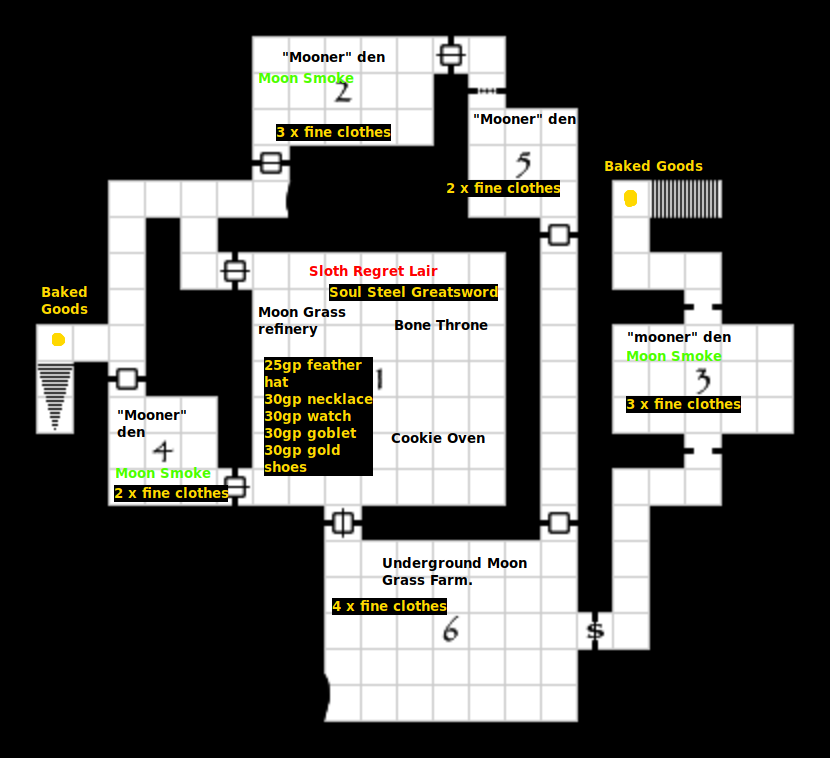 "Mooner" den
Moon Smoke
2
3 x fine clothes
"Mooner" den
5
2 x fine clothes
Baked Goods
Sloth Regret Lair
Soul Steel Greatsword
Moon Grass
refinery
Bone Throne
25gp feather
hat
30gp necklace
30gp watch
30gp goblet
30gp gold
shoes
1
Cookie Oven
Baked
Goods
"Mooner"
den
4
Moon Smoke
2 x fine clothes
"mooner" den
Moon Smoke
3
3 x fine clothes
Underground Moon
Grass Farm.
4 x fine clothes
6
S